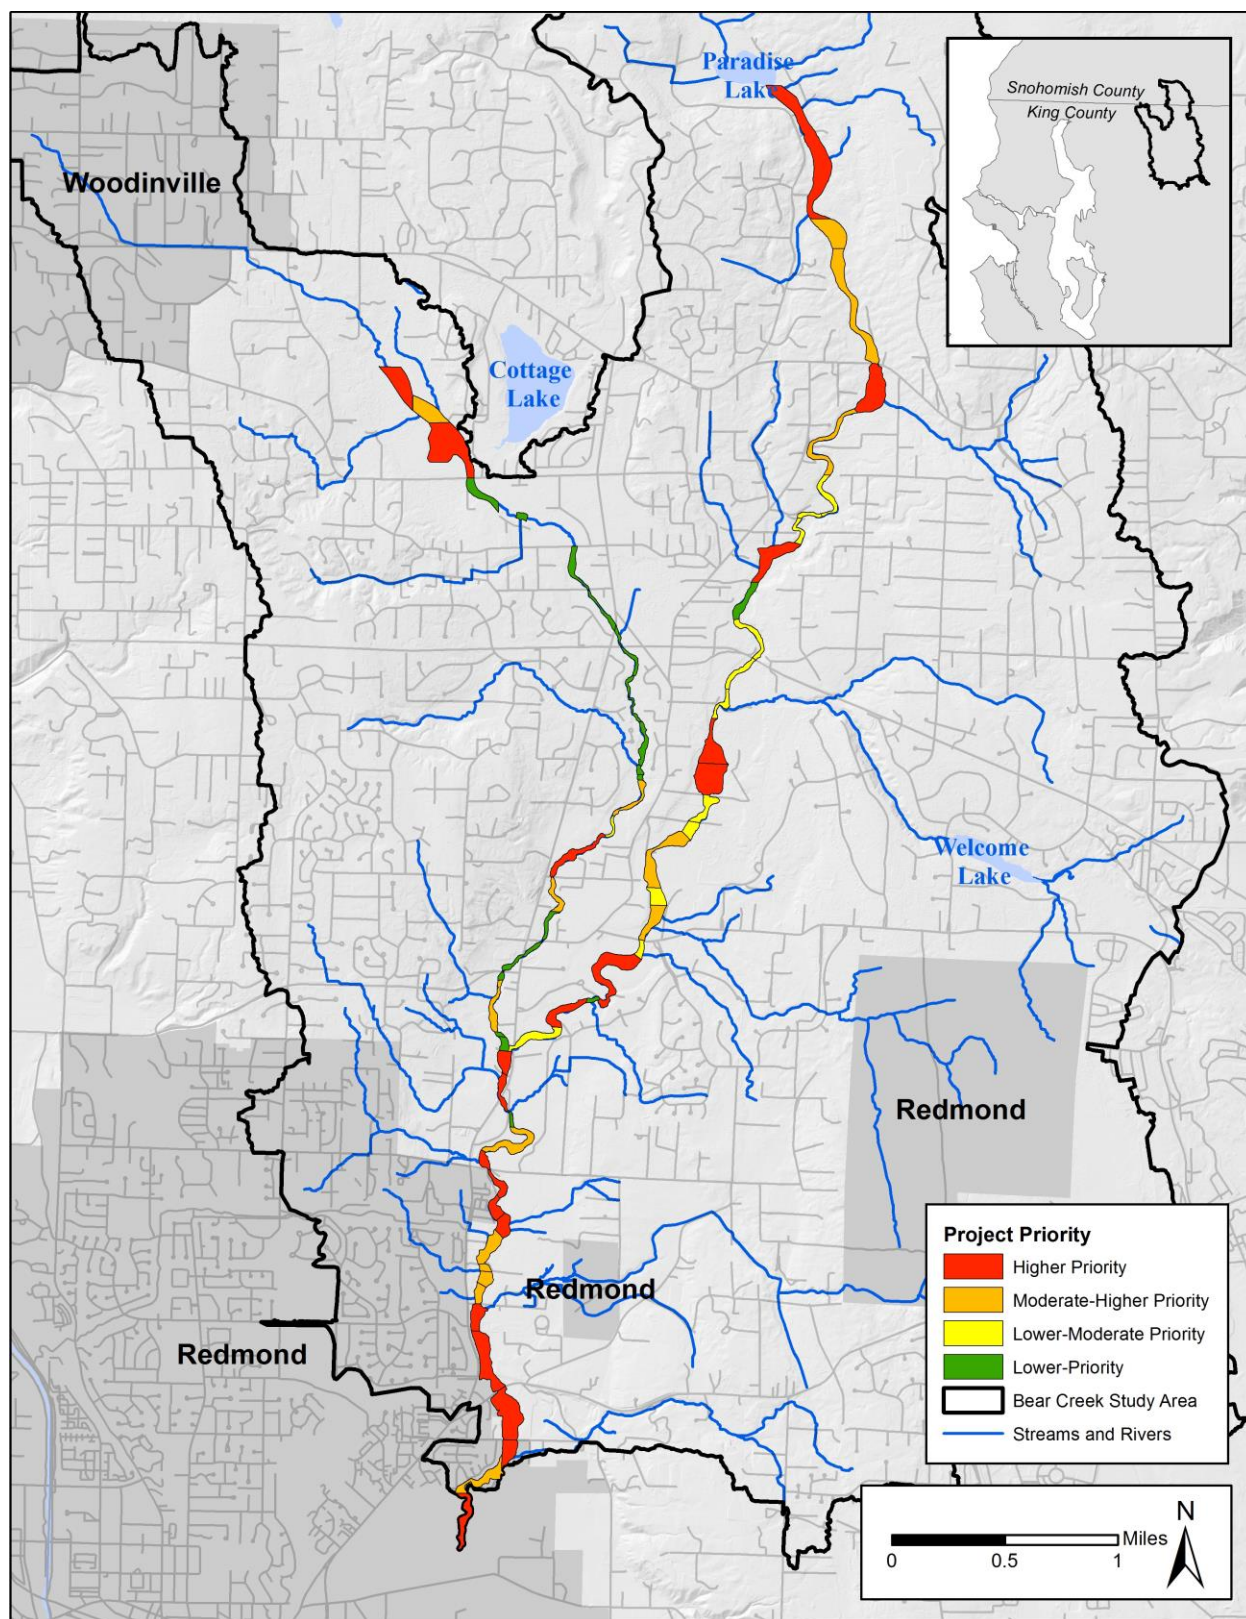 Paradise
Lake
Snohomish County
King County
Woodinville
Cottage
Lake
Welcome
Lake
Redmond
Redmond
Redmond
Project Priority
Higher Priority
Moderate-Higher Priority
Lower-Moderate Priority
Lower-Priority
Bear Creek Study Area
Streams and Rivers
N
Miles
0 0.5 1